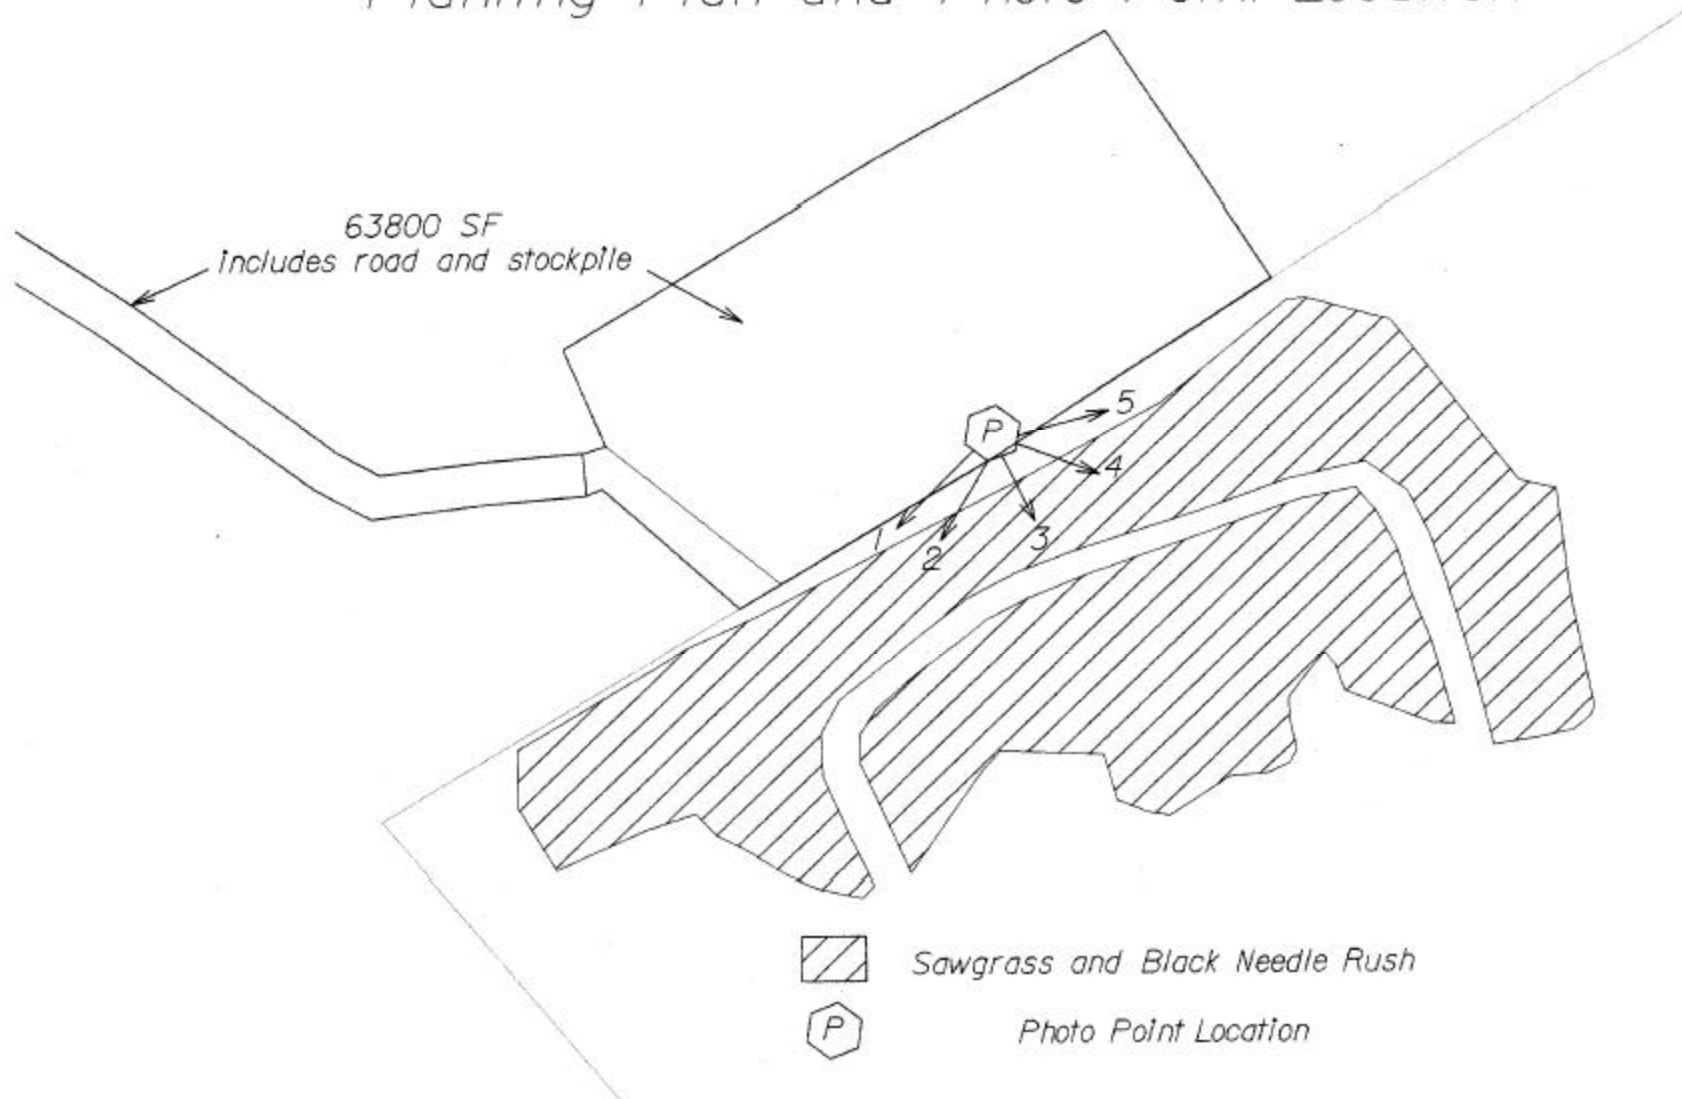 63800 SF
includes road and stockpile
P
5
4
1
2
3
Sawgrass and Black Needle Rush
P
Photo Point Location